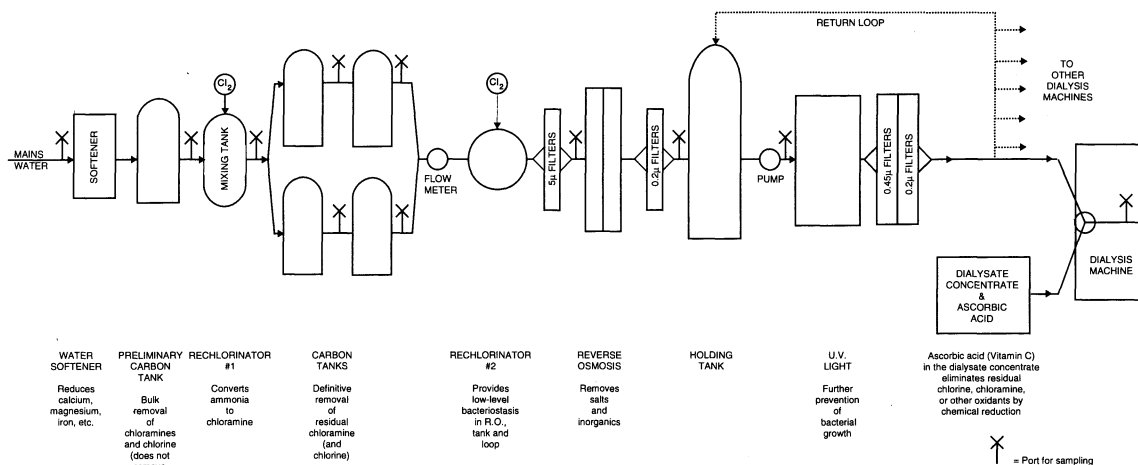 RETURN LOOP
TO
OTHER
DIALYSIS
MACHINES
Cl2
Cl2
MAINS
WATER
SOFTENER
MIXING TANK
FLOW
METER
5μ FILTERS
0.2μ FILTERS
PUMP
0.45μ FILTERS
0.2μ FILTERS
DIALYSATE
CONCENTRATE
&
ASCORBIC
ACID
DIALYSIS
MACHINE
WATER
SOFTENER
Reduces
calcium,
magnesium,
iron, etc.
PRELIMINARY
CARBON
TANK
Bulk
removal
of
chloramines
and chlorine
(does not
RECHLORINATOR
#1
Converts
ammonia
to
chloramine
CARBON
TANKS
Definitive
removal
of
residual
chloramine
(and
chlorine)
RECHLORINATOR
#2
Provides
low-level
bacteriostasis
in R.O.,
tank and
loop
REVERSE
OSMOSIS
Removes
salts
and
inorganics
HOLDING
TANK
U.V.
LIGHT
Further
prevention
of
bacterial
growth
Ascorbic acid (Vitamin C)
in the dialysate concentrate
eliminates residual
chlorine, chloramine,
or other oxidants by
chemical reduction
= Port for sampling